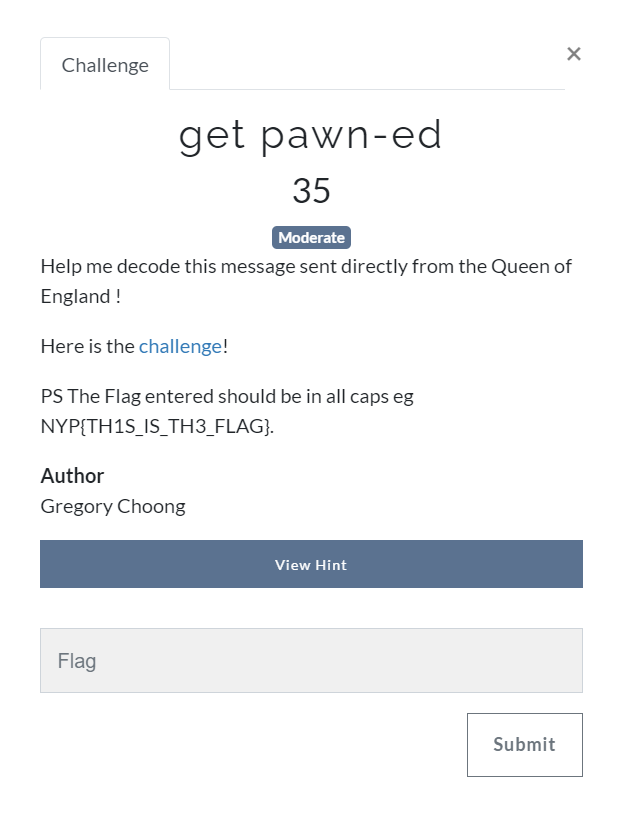 Challenge
×
get pawn-ed
35
Moderate
Help me decode this message sent directly from the Queen of
England !
Here is the challenge!
PS The Flag entered should be in all caps eg
NYP{TH1S_IS_TH3_FLAG}.
Author
Gregory Choong
View Hint
Flag
Submit